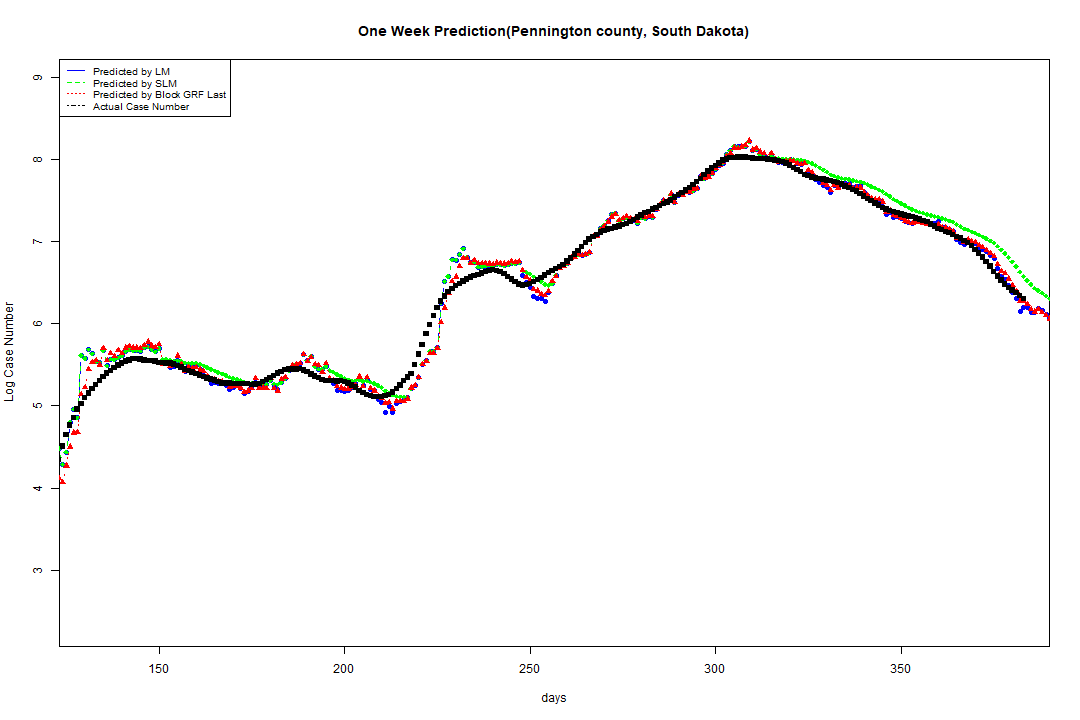 One Week Prediction(Pennington county, South Dakota)
Predicted by LM
Predicted by SLM
Predicted by Block GRF Last
Actual Case Number
Log Case Number
9
8
7
6
5
4
3
150 200 250 300 350
days